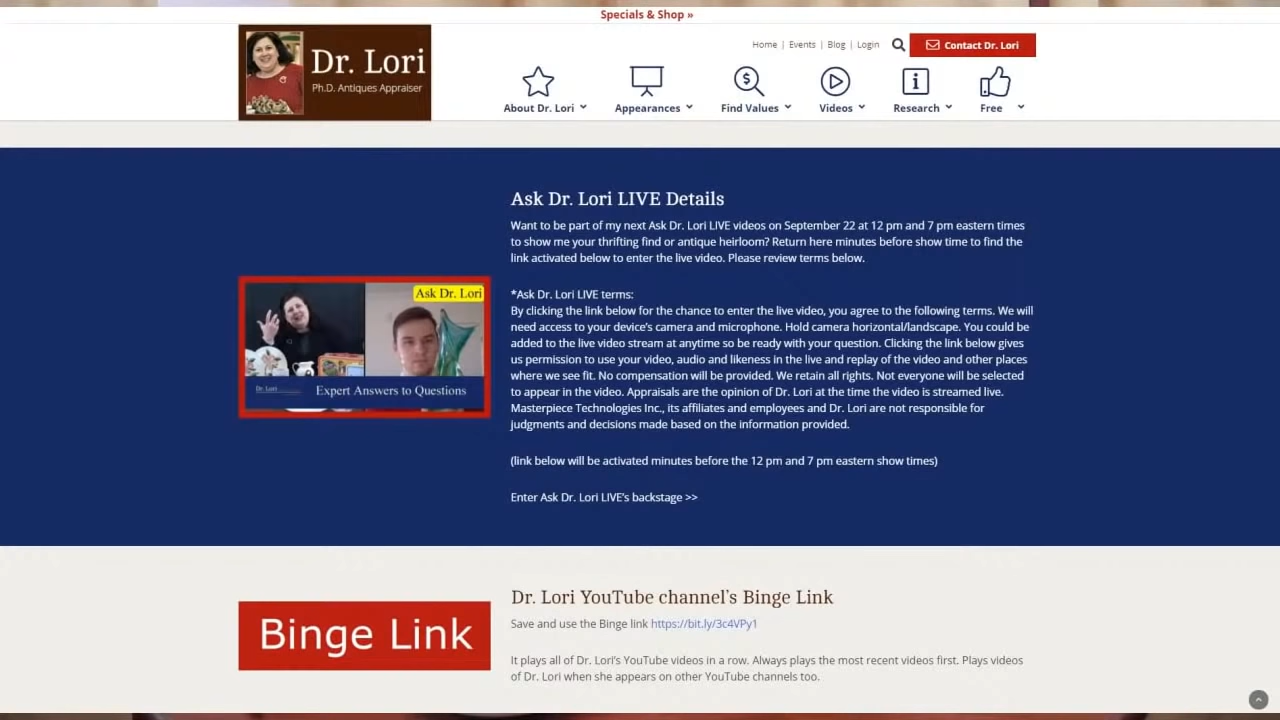 Specials & Shop »
Dr. Lori
Ph.D. Antiques Appraiser
Home | Events | Blog | Login
Contact Dr. Lori
About Dr. Lori
Appearances
Find Values
Videos
Research
Free
Ask Dr. Lori LIVE Details
Want to be part of my next Ask Dr. Lori LIVE videos on September 22 at 12 pm and 7 pm eastern times
to show me your thrifting find or antique heirloom? Return here minutes before show time to find the
link activated below to enter the live video. Please review terms below.
*Ask Dr. Lori LIVE terms:
By clicking the link below for the chance to enter the live video, you agree to the following terms. We will
need access to your device's camera and microphone. Hold camera horizontal/landscape. You could be
added to the live video stream at anytime so be ready with your question. Clicking the link below gives
us permission to use your video, audio and likeness in the live and replay of the video and other places
where we see fit. No compensation will be provided. We retain all rights. Not everyone will be selected
to appear in the video. Appraisals are the opinion of Dr. Lori at the time the video is streamed live.
Masterpiece Technologies Inc., its affiliates and employees and Dr. Lori are not responsible for
judgments and decisions made based on the information provided.
(link below will be activated minutes before the 12 pm and 7 pm eastern show times)
Enter Ask Dr. Lori LIVE's backstage >>
Ask Dr. Lori
Dr. Lori
Expert Answers to Questions
Binge Link
Dr. Lori YouTube channel's Binge Link
Save and use the Binge link https://bit.ly/3c4VPy1
It plays all of Dr. Lori's YouTube videos in a row. Always plays the most recent videos first. Plays videos
of Dr. Lori when she appears on other YouTube channels too.